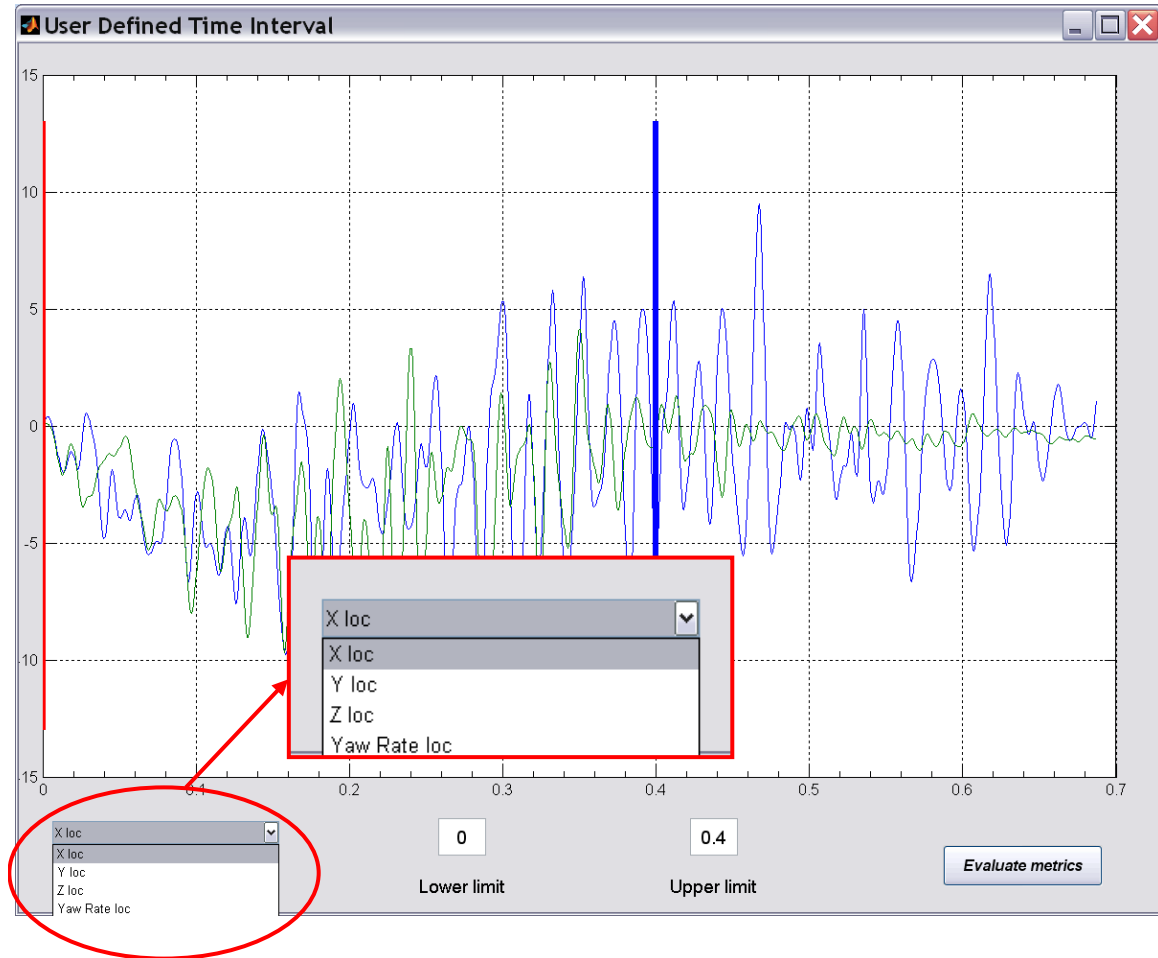 User Defined Time Interval
15
10
5
0
-5
-10
-15
0
0.1
0.2
0.3
0.4
0.5
0.6
0.7
X loc
X loc
Y loc
Z loc
Yaw Rate loc
X loc
X loc
Y loc
Z loc
Yaw Rate loc
0
0.4
Lower limit
Upper limit
Evaluate metrics